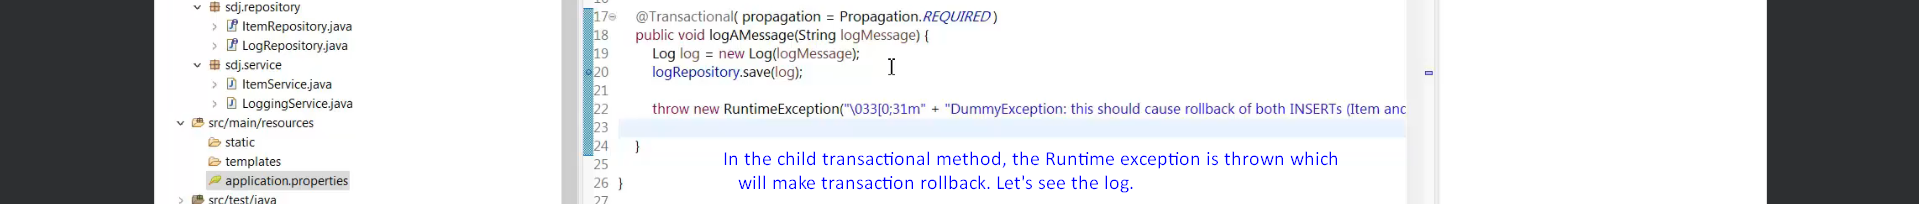 sdj.repository
ItemRepository.java
LogRepository.java
sdj.service
ItemService.java
LoggingService.java
src/main/resources
static
templates
application.properties
src/test/java
17 @Transactional( propagation = Propagation.REQUIRED )
18 public void logAMessage(String logMessage) {
19 Log log = new Log(logMessage);
20 logRepository.save(log);
21
22 throw new RuntimeException("\033[0;31m" + "DummyException: this should cause rollback of both INSERTs (Item and
23
24 }
25
26 }
27
In the child transactional method, the Runtime exception is thrown which
will make transaction rollback. Let's see the log.